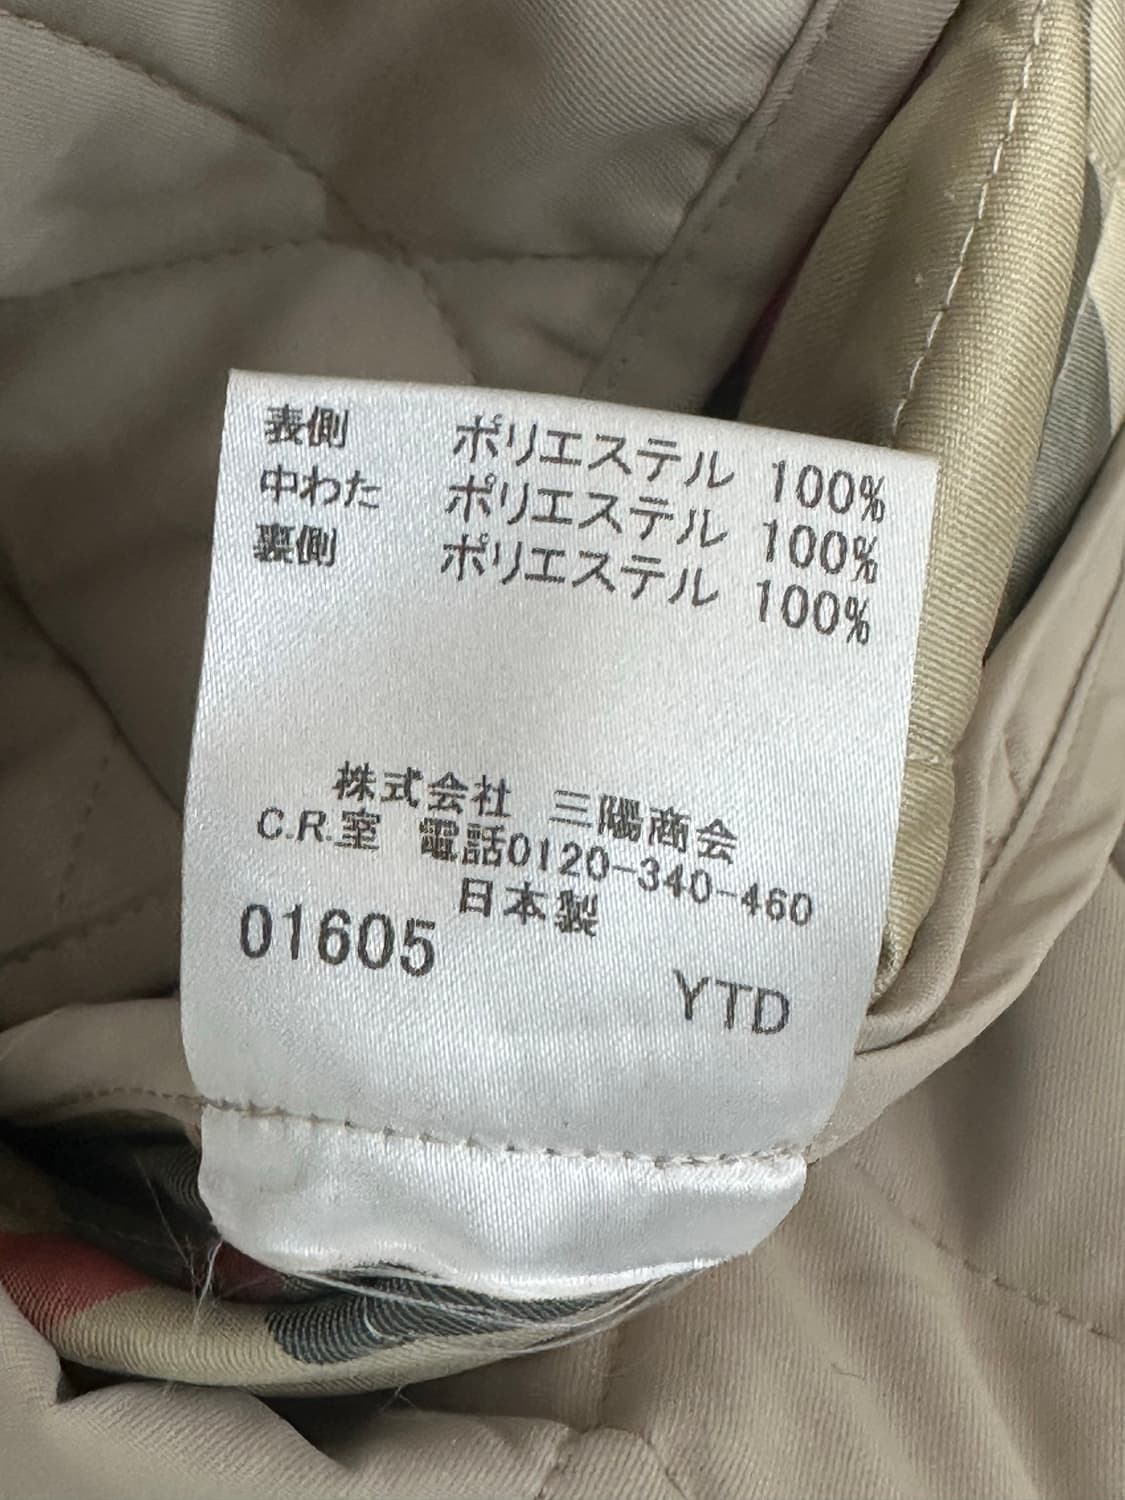 表側 ポリエステル 100%
中わた ポリエステル 100%
裏側 ポリエステル 100%
株式会社 三陽商会
C.R.室 電話0120-340-460
日本製
01605
YTD